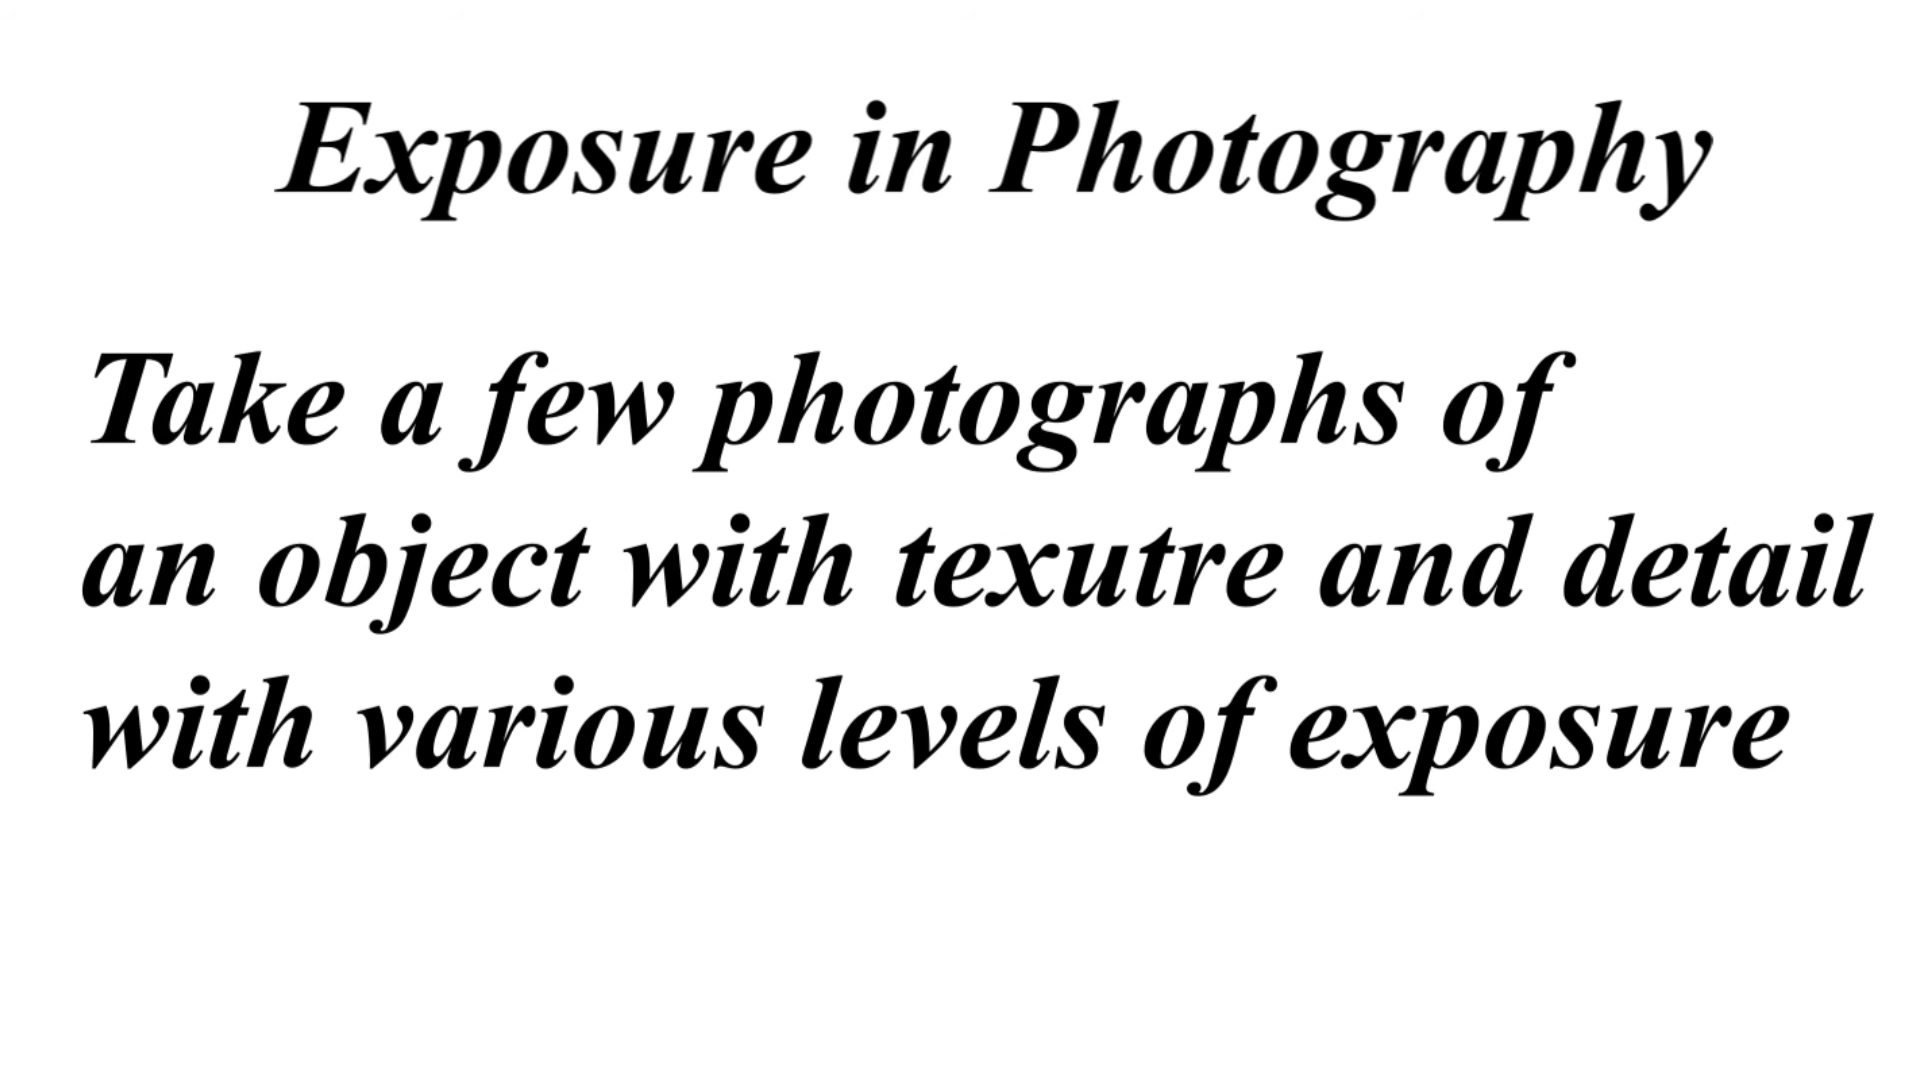 Exposure in Photography
Take a few photographs of
an object with texutre and detail
with various levels of exposure